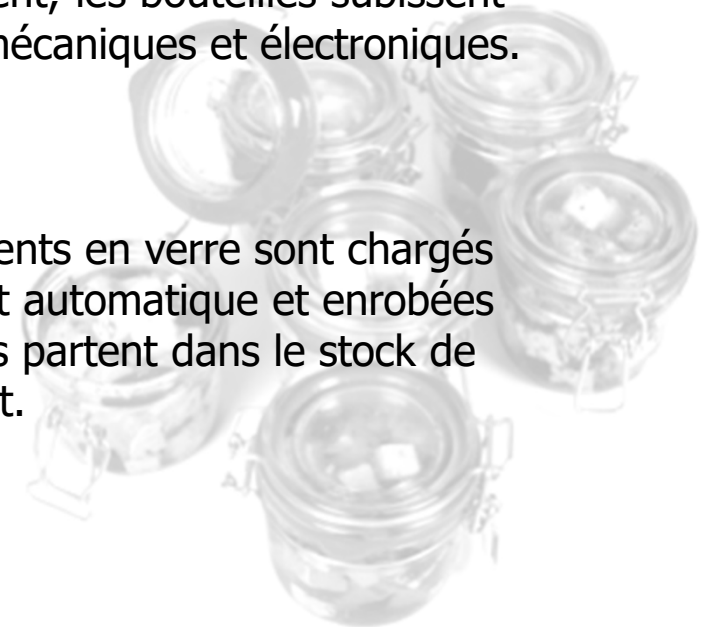 ent, les bouteilles subissent
mécaniques et électroniques.
ents en verre sont chargés
t automatique et enrobées
s partent dans le stock de
t.